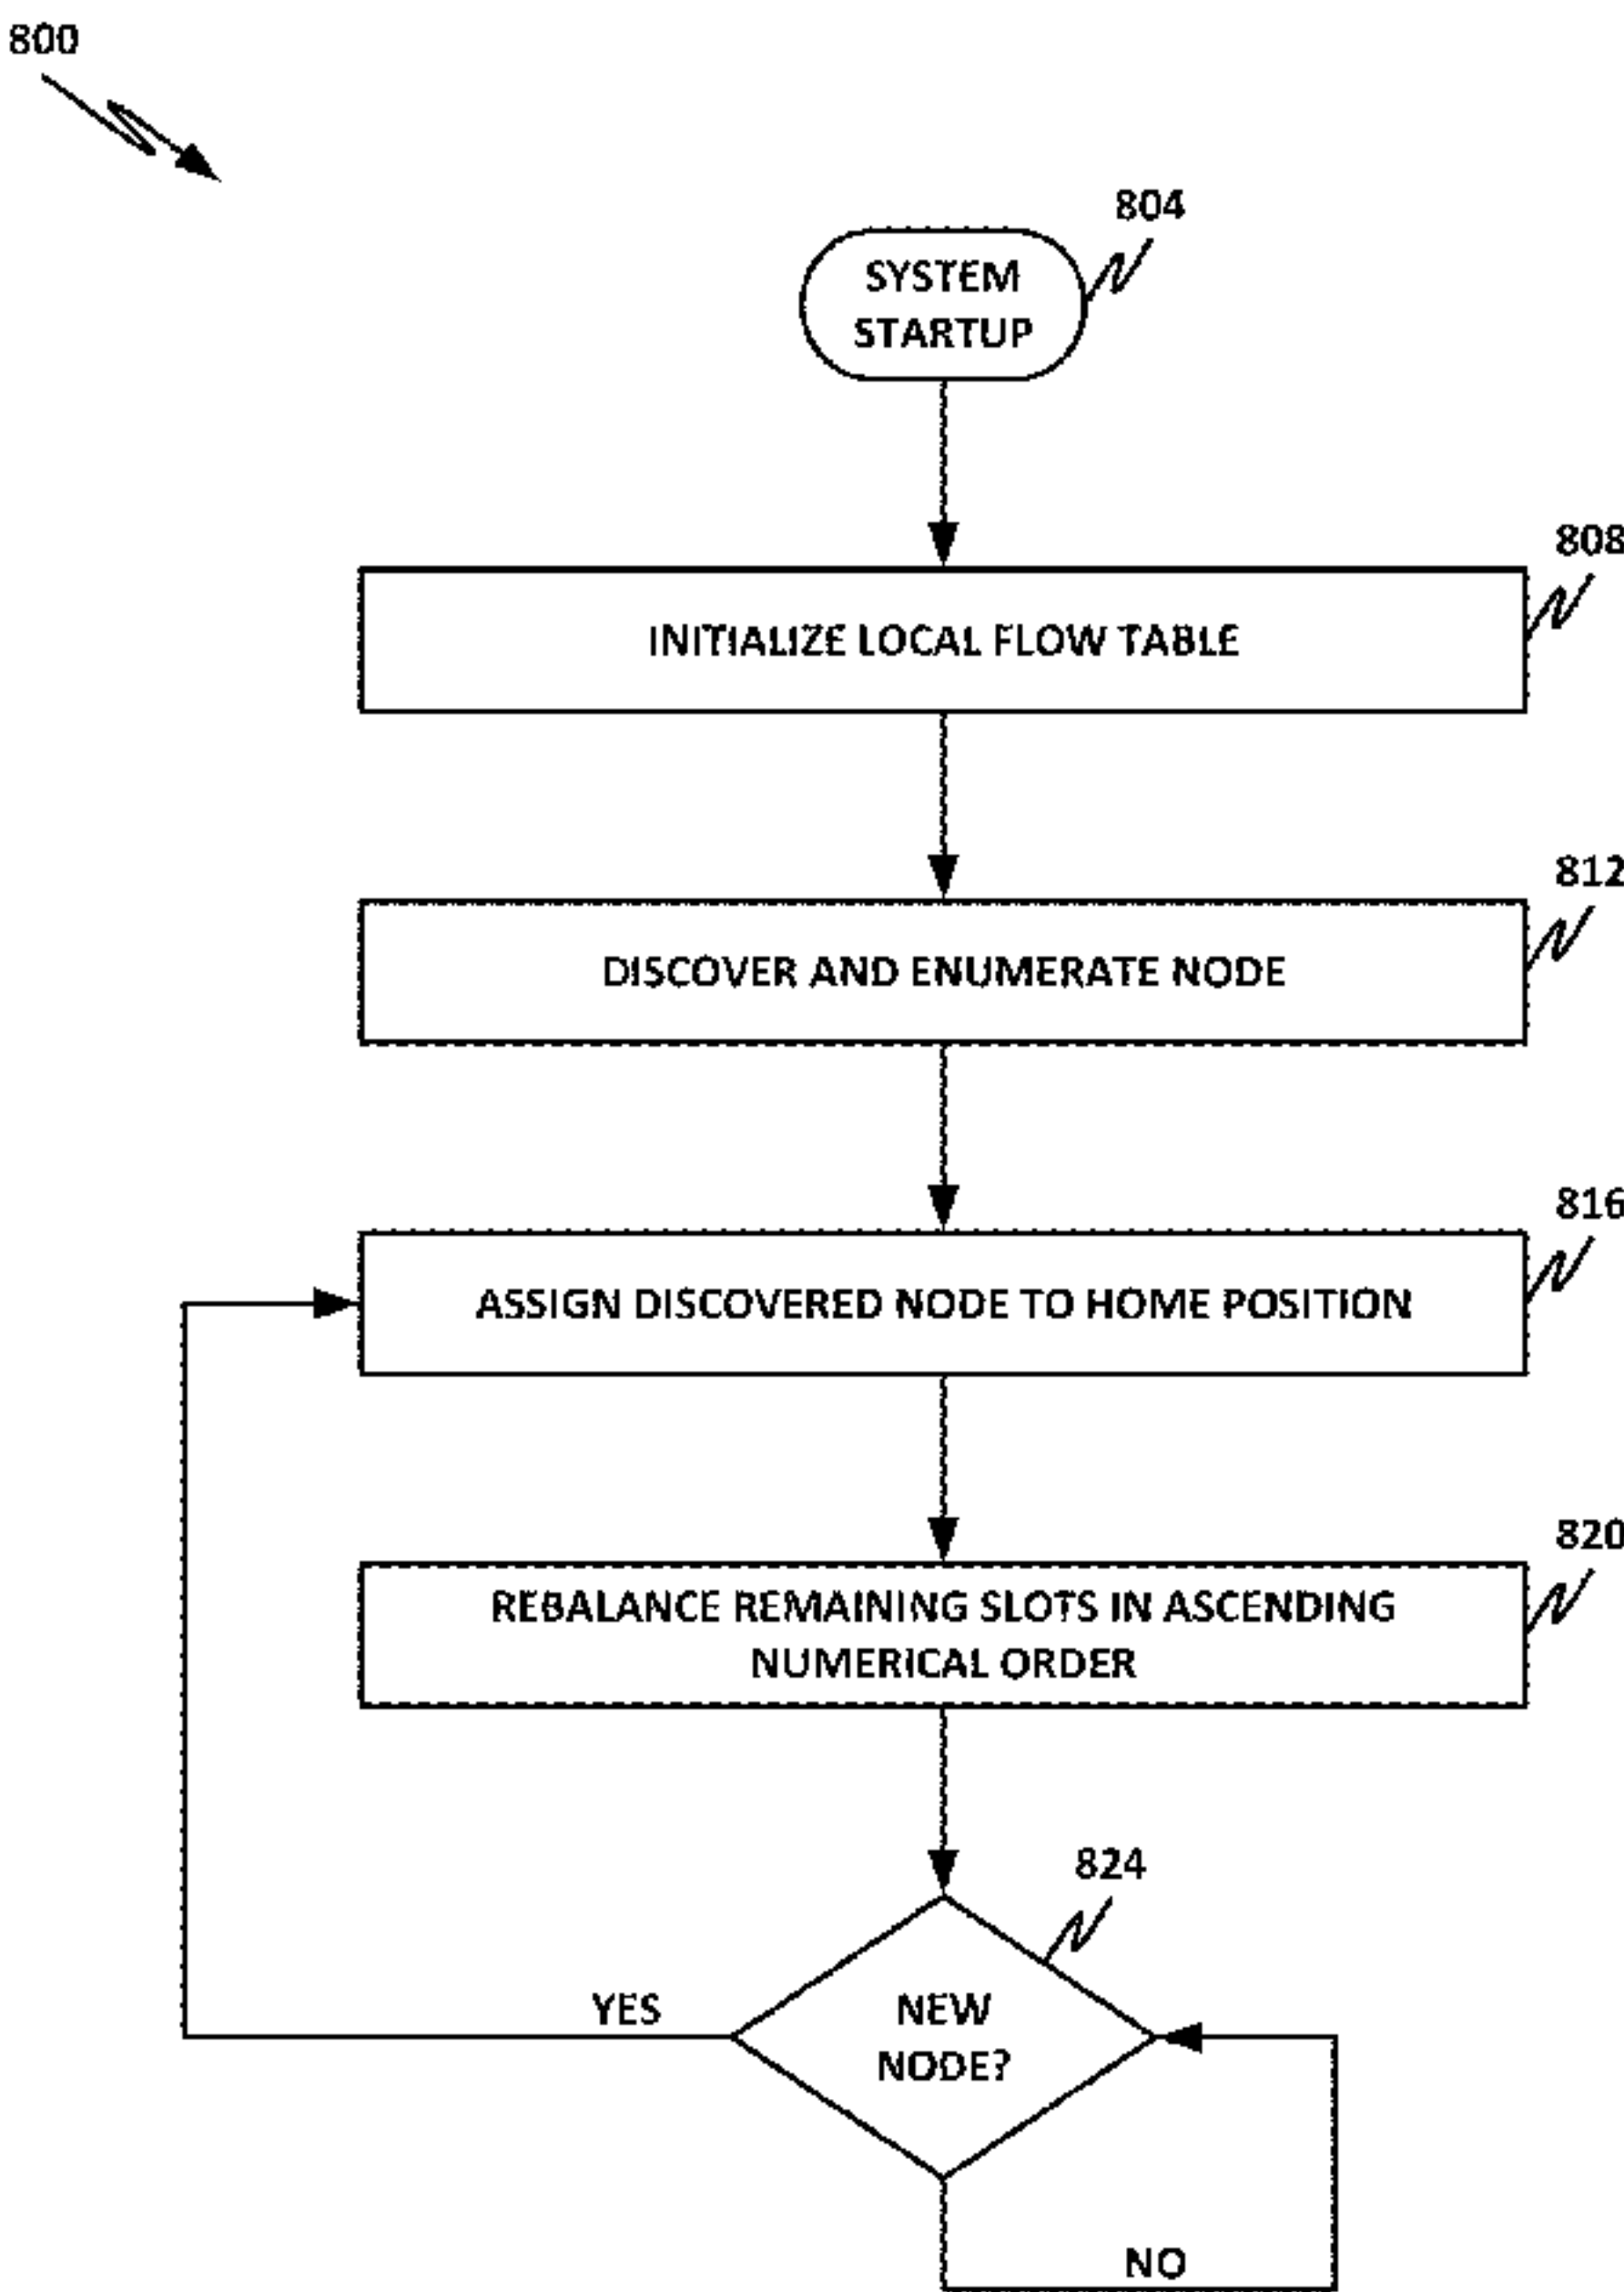 800
804
SYSTEM
STARTUP
808
INITIALIZE LOCAL FLOW TABLE
812
DISCOVER AND ENUMERATE NODE
816
ASSIGN DISCOVERED NODE TO HOME POSITION
820
REBALANCE REMAINING SLOTS IN ASCENDING
NUMERICAL ORDER
824
YES
NEW
NODE?
NO